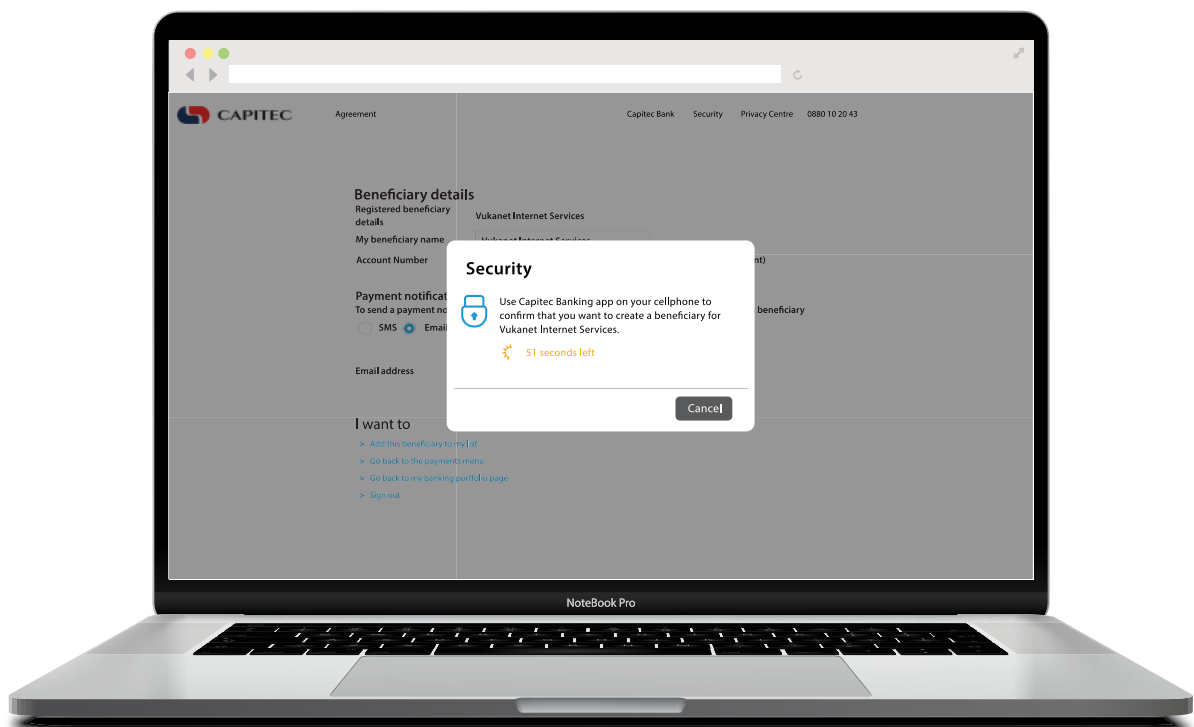 CAPITEC
Agreement
Capitec Bank Security Privacy Centre 0880 10 20 43
Beneficiary details
Registered beneficiary
details
Vukanet Internet Services
My beneficiary name
Vukanet Internet Services
Account Number
nt)
Payment notificat
To send a payment no
beneficiary
SMS Email
Email address
Security
Use Capitec Banking app on your cellphone to
confirm that you want to create a beneficiary for
Vukanet Internet Services.
51 seconds left
Cancel
I want to
> Add this beneficiary to my list
> Go back to the payments menu
> Go back to my banking portfolio page
> Sign out
NoteBook Pro